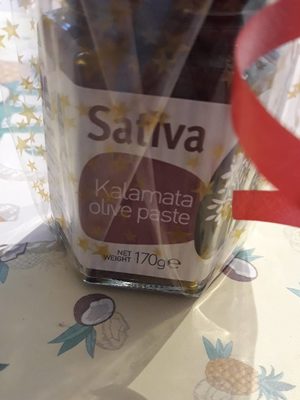 Sativa
Kalamata
olive paste
NET
WEIGHT 170g℮